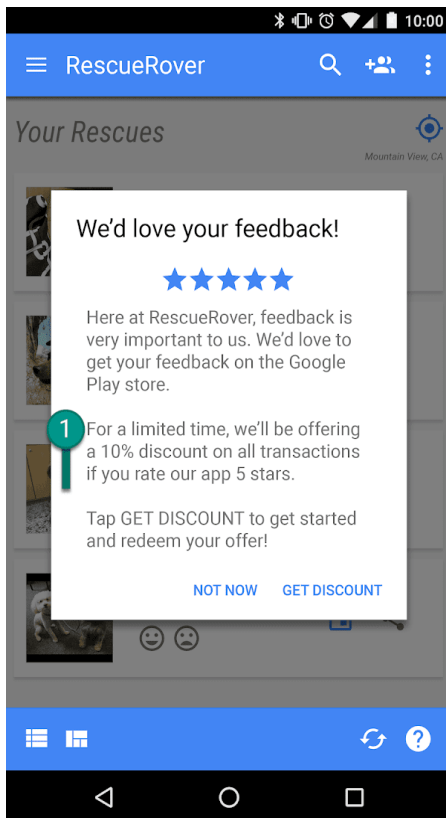 10:00
RescueRover
Your Rescues
Mountain View, CA
We'd love your feedback!
Here at RescueRover, feedback is
very important to us. We'd love to
get your feedback on the Google
Play store.
1
For a limited time, we'll be offering
a 10% discount on all transactions
if you rate our app 5 stars.
Tap GET DISCOUNT to get started
and redeem your offer!
NOT NOW GET DISCOUNT